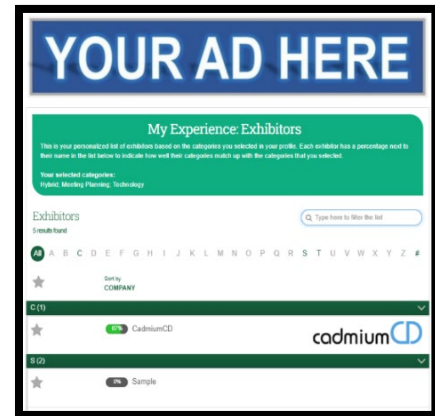 YOUR AD HERE
My Experience: Exhibitors
This is your personalized list of exhibitors based on the categories you selected in your profile. Each exhibitor has a percentage next to
their name in the list below to indicate how well their categories match up with the categories that you selected.
Your selected categories:
Hybrid; Meeting Planning; Technology
Exhibitors
5 results found
Type here to filter the list
All A B C D E F G H I J K L M N O P Q R S T U V W X Y Z #
Sort by
COMPANY
C (1)
67% CadmiumCD
cadmiumCD
S (2)
0% Sample